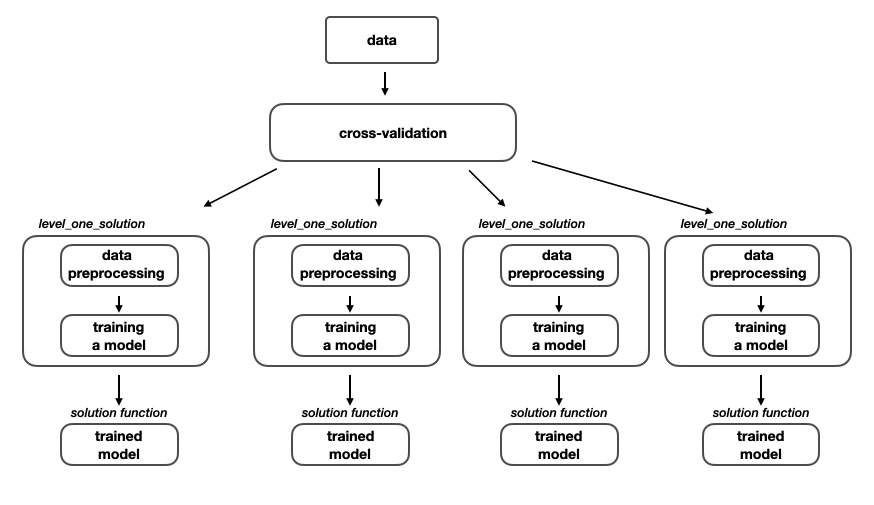 data
cross-validation
level_one_solution
data
preprocessing
training
a model
solution function
trained
model
level_one_solution
data
preprocessing
training
a model
solution function
trained
model
level_one_solution
data
preprocessing
training
a model
solution function
trained
model
level_one_solution
data
preprocessing
training
a model
solution function
trained
model